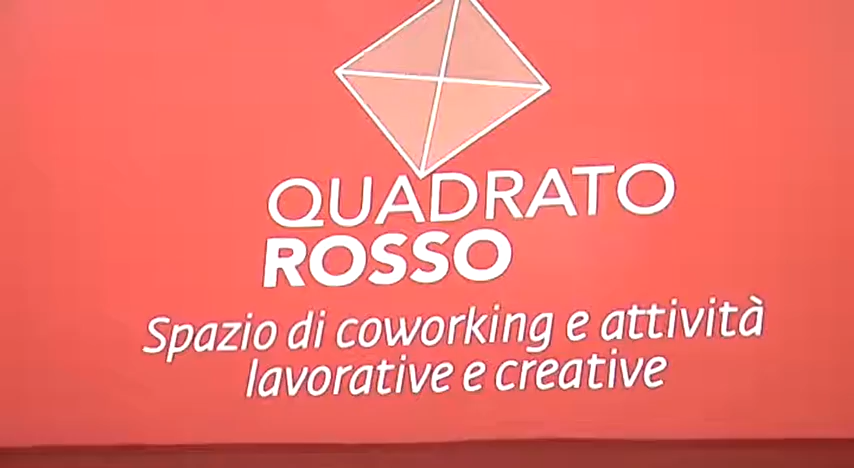 QUADRATO
ROSSO
Spazio di coworking e attività
lavorative e creative